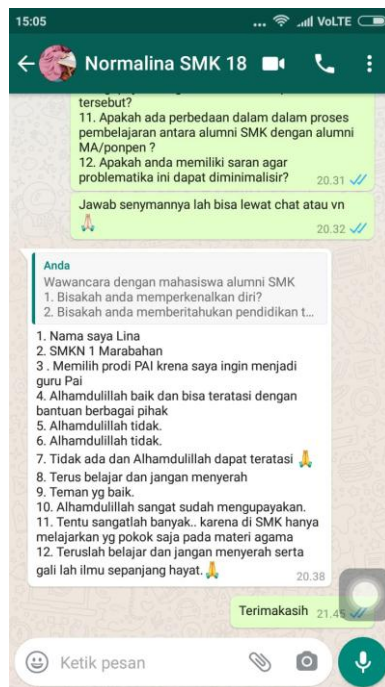 15:05
... VoLTE
Normalina SMK 18
tersebut?
11. Apakah ada perbedaan dalam dalam proses
pembelajaran antara alumni SMK dengan alumni
MA/ponpen ?
12. Apakah anda memiliki saran agar
problematika ini dapat diminimalisir?
20.31
Jawab senymannya lah bisa lewat chat atau vn
🙏
20.32
Anda
Wawancara dengan mahasiswa alumni SMK
1. Bisakah anda memperkenalkan diri?
2. Bisakah anda memberitahukan pendidikan t...
1. Nama saya Lina
2. SMKN 1 Marabahan
3 . Memilih prodi PAI krena saya ingin menjadi
guru Pai
4. Alhamdulillah baik dan bisa teratasi dengan
bantuan berbagai pihak
5. Alhamdulillah tidak.
6. Alhamdulillah tidak.
7. Tidak ada dan Alhamdulillah dapat teratasi 🙏
8. Terus belajar dan jangan menyerah
9. Teman yg baik.
10. Alhamdulillah sangat sudah mengupayakan.
11. Tentu sangatlah banyak.. karena di SMK hanya
melajarkan yg pokok saja pada materi agama
12. Teruslah belajar dan jangan menyerah serta
gali lah ilmu sepanjang hayat.🙏
20.38
Terimakasih
21.45
Ketik pesan